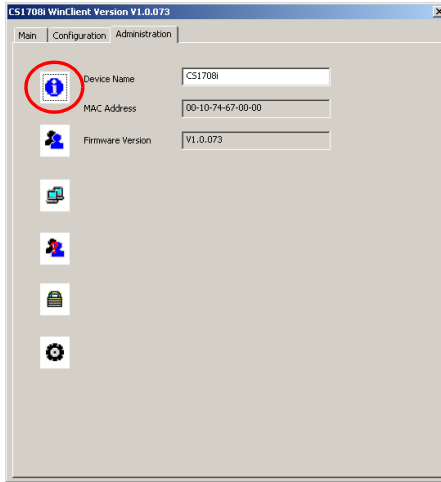 CS1708i WinClient Version V1.0.073
Main Configuration Administration
Device Name CS1708i
MAC Address 00-10-74-67-00-00
Firmware Version V1.0.073